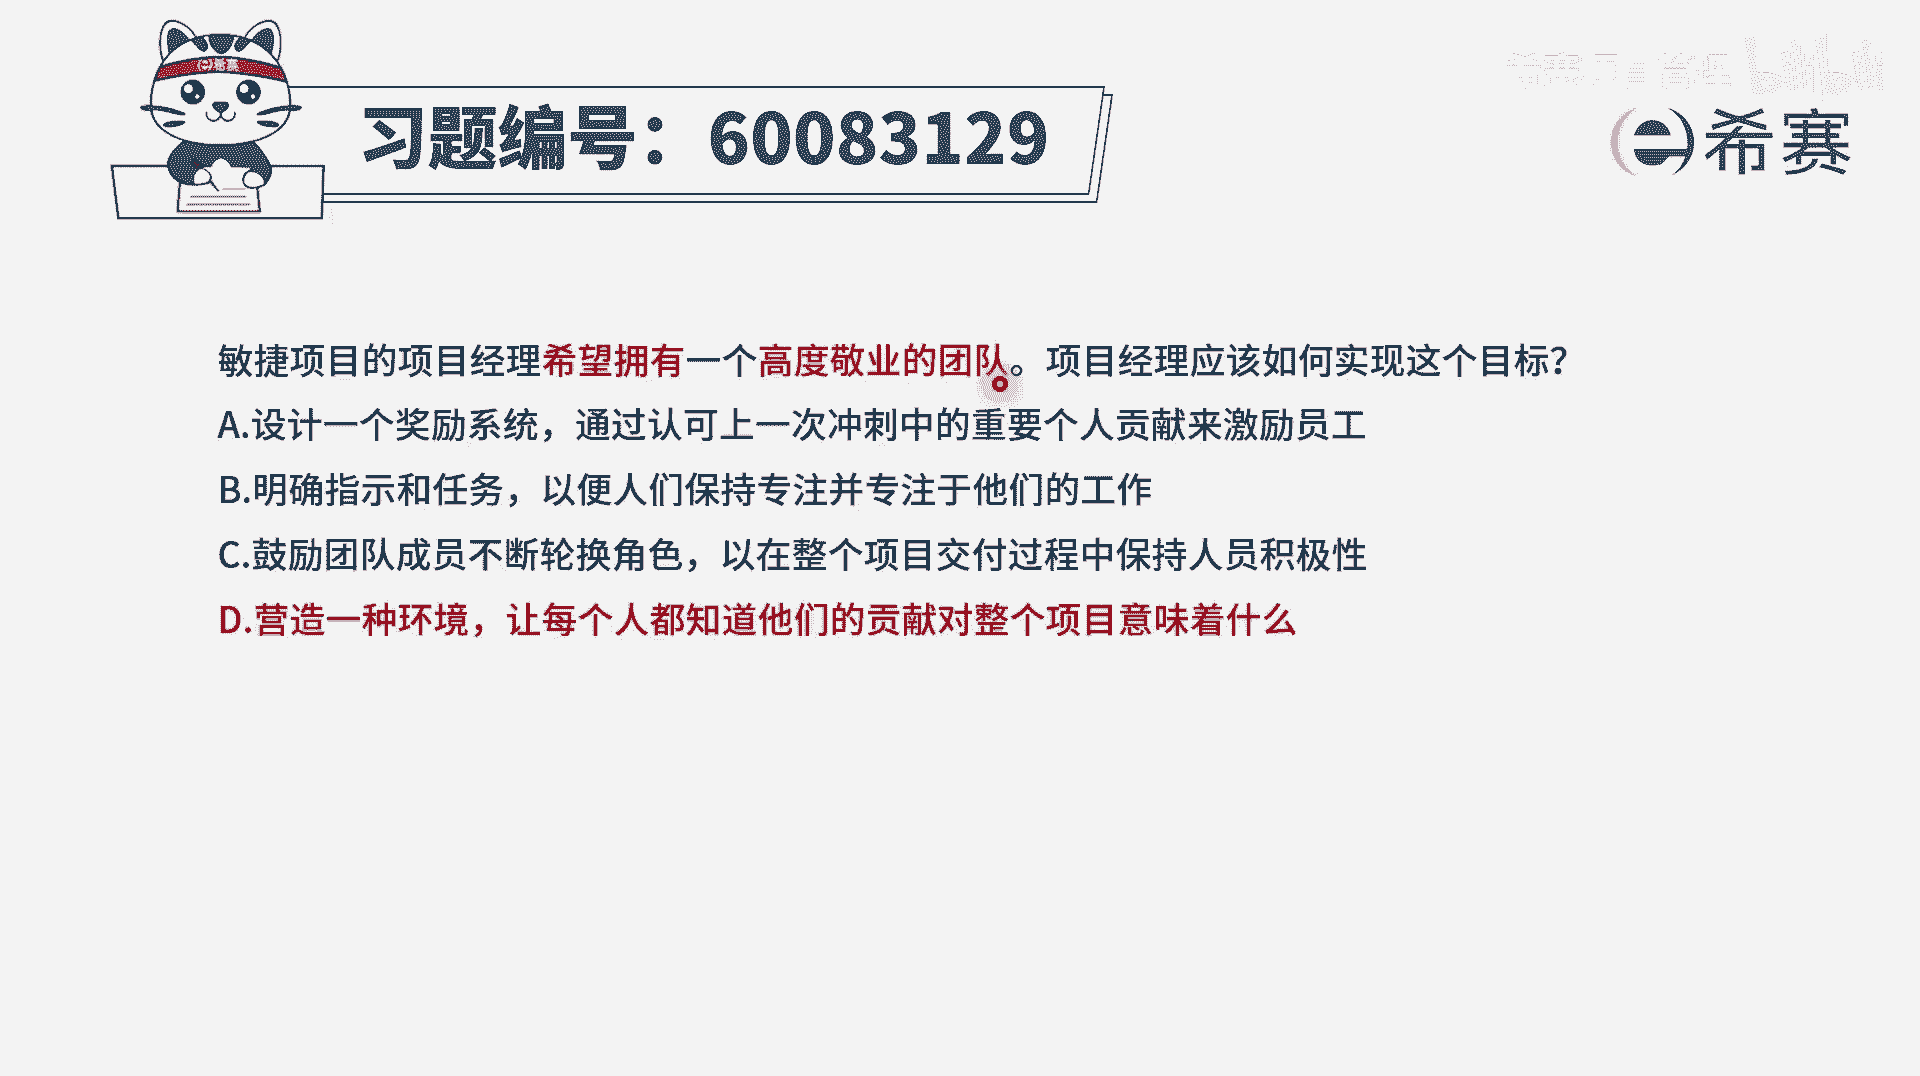 希赛
习题编号：60083129
希赛
敏捷项目的项目经理希望拥有一个高度敬业的团队。项目经理应该如何实现这个目标？
A.设计一个奖励系统，通过认可上一次冲刺中的重要个人贡献来激励员工
B.明确指示和任务，以便人们保持专注并专注于他们的工作
C.鼓励团队成员不断轮换角色，以在整个项目交付过程中保持人员积极性
D.营造一种环境，让每个人都知道他们的贡献对整个项目意味着什么